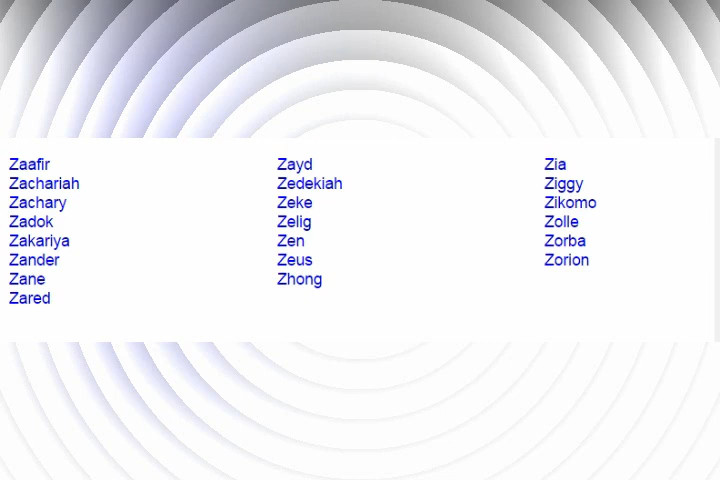 Zaafir
Zachariah
Zachary
Zadok
Zakariya
Zander
Zane
Zared
Zayd
Zedekiah
Zeke
Zelig
Zen
Zeus
Zhong
Zia
Ziggy
Zikomo
Zolle
Zorba
Zorion